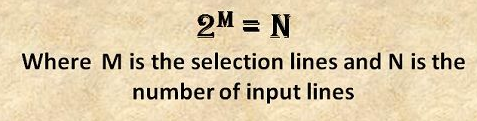 2ᴹ = N
Where M is the selection lines and N is the
number of input lines